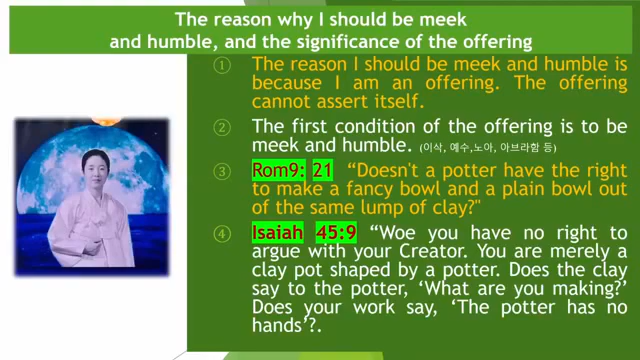 The reason why I should be meek
and humble, and the significance of the offering
① The reason I should be meek and humble is
because I am an offering. The offering
cannot assert itself.
② The first condition of the offering is to be
meek and humble. (이삭, 예수,노아, 아브라함 등)
③ Rom9: 21 “Doesn't a potter have the right
to make a fancy bowl and a plain bowl out
of the same lump of clay?"
④ Isaiah 45:9 “Woe you have no right to
argue with your Creator. You are merely a
clay pot shaped by a potter. Does the clay
say to the potter, ‘What are you making?’
Does your work say, ‘The potter has no
hands’?.